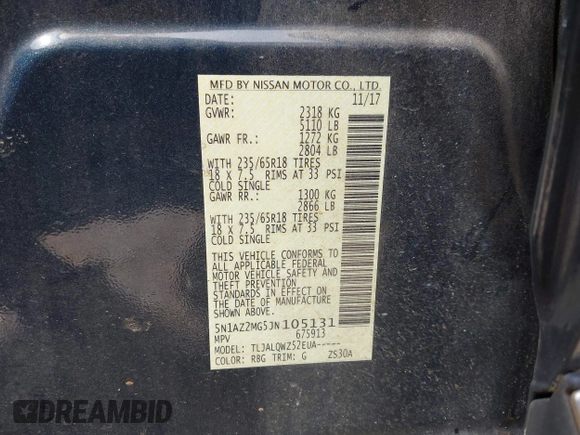 MFD BY NISSAN MOTOR CO., LTD.
DATE: 11/17
GVWR: 2318 KG
5110 LB
GAWR FR.: 1272 KG
2804 LB
WITH 235/65R18 TIRES
18 X 7.5 RIMS AT 33 PSI
COLD SINGLE
GAWR RR.: 1300 KG
2866 LB
WITH 235/65R18 TIRES
18 X 7.5 RIMS AT 33 PSI
COLD SINGLE
THIS VEHICLE CONFORMS TO
ALL APPLICABLE FEDERAL
MOTOR VEHICLE SAFETY AND
THEFT PREVENTION
STANDARDS IN EFFECT ON
THE DATE OF MANUFACTURE
SHOWN ABOVE.
5N1AZ2MG5JN105131
MPV 675913
MODEL: TLJALQWZ52EUA-----
COLOR: RBG TRIM: G ZS30A
DREAMBID